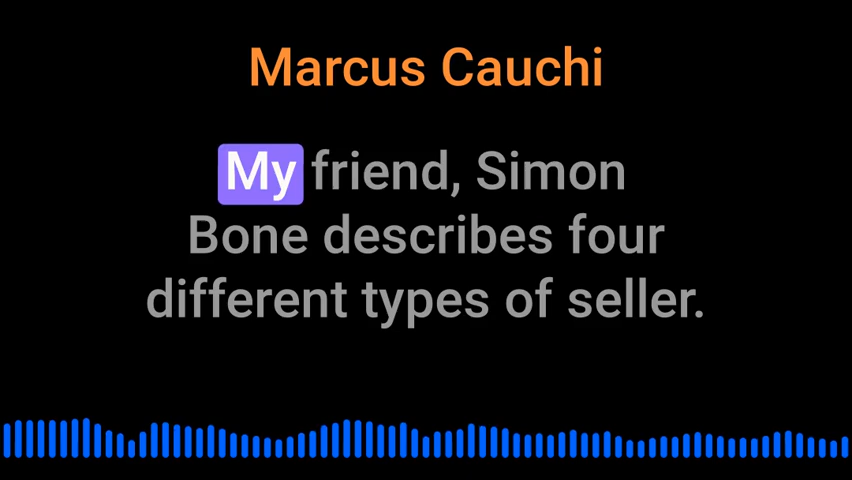 Marcus Cauchi
My friend, Simon
Bone describes four
different types of seller.